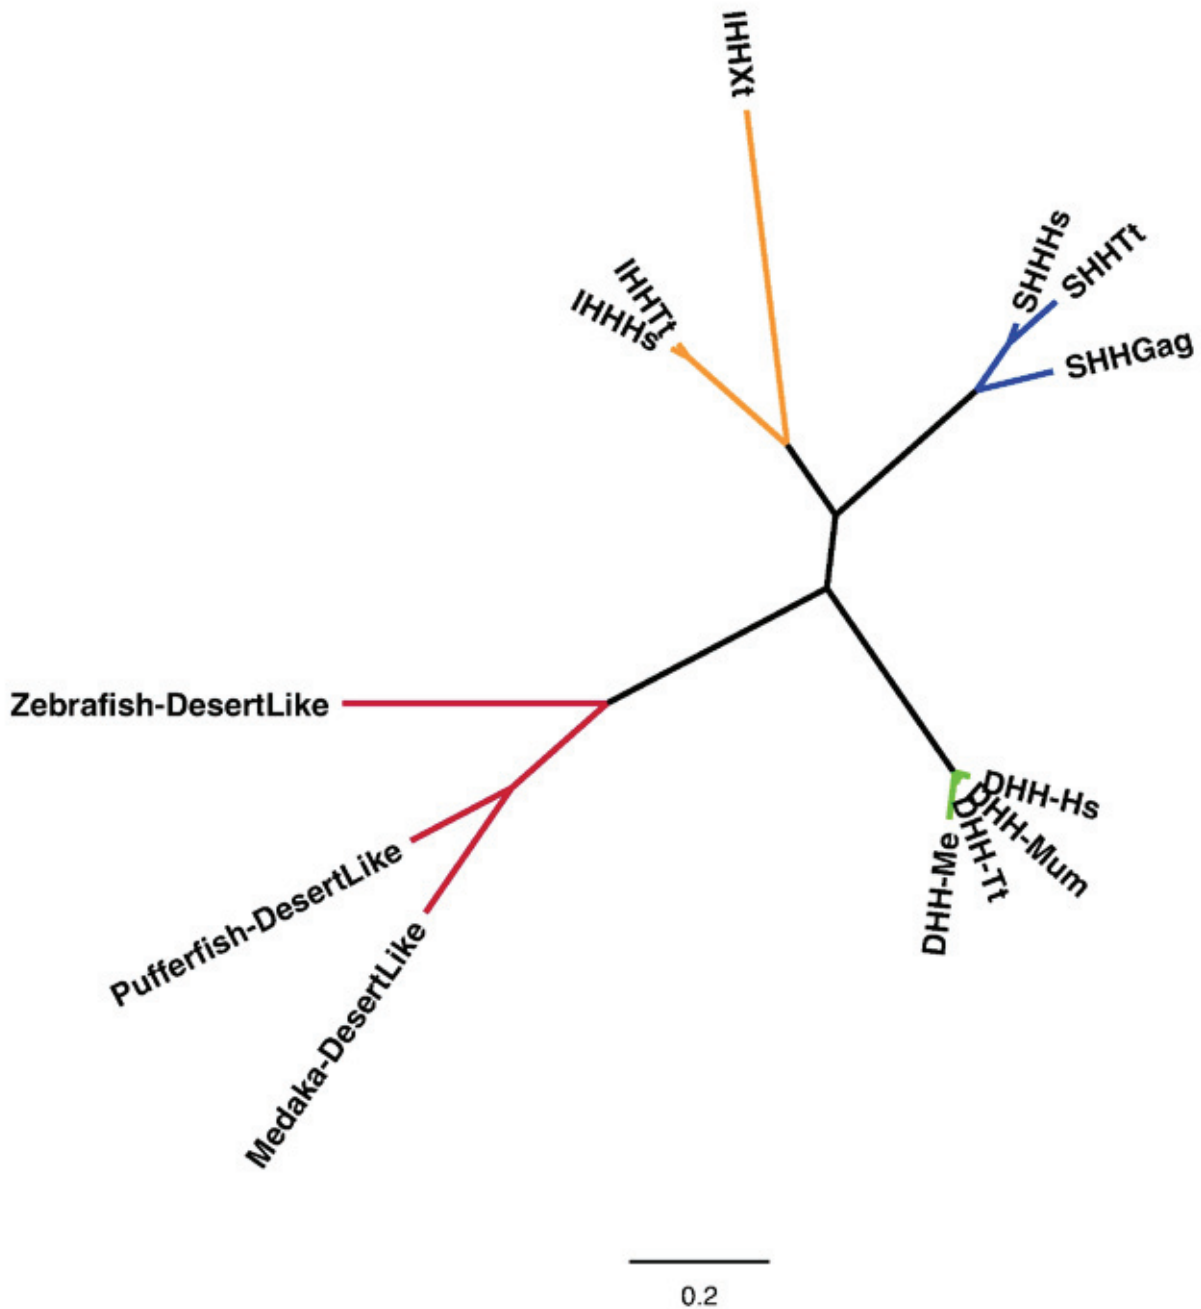 IHHXt
SHHHs
SHHTt
IHHTt
IHHHs
SHHGag
Zebrafish-DesertLike
DHH-Hs
DHH-Mum
DHH-Tt
DHH-Me
Pufferfish-DesertLike
Medaka-DesertLike
0.2